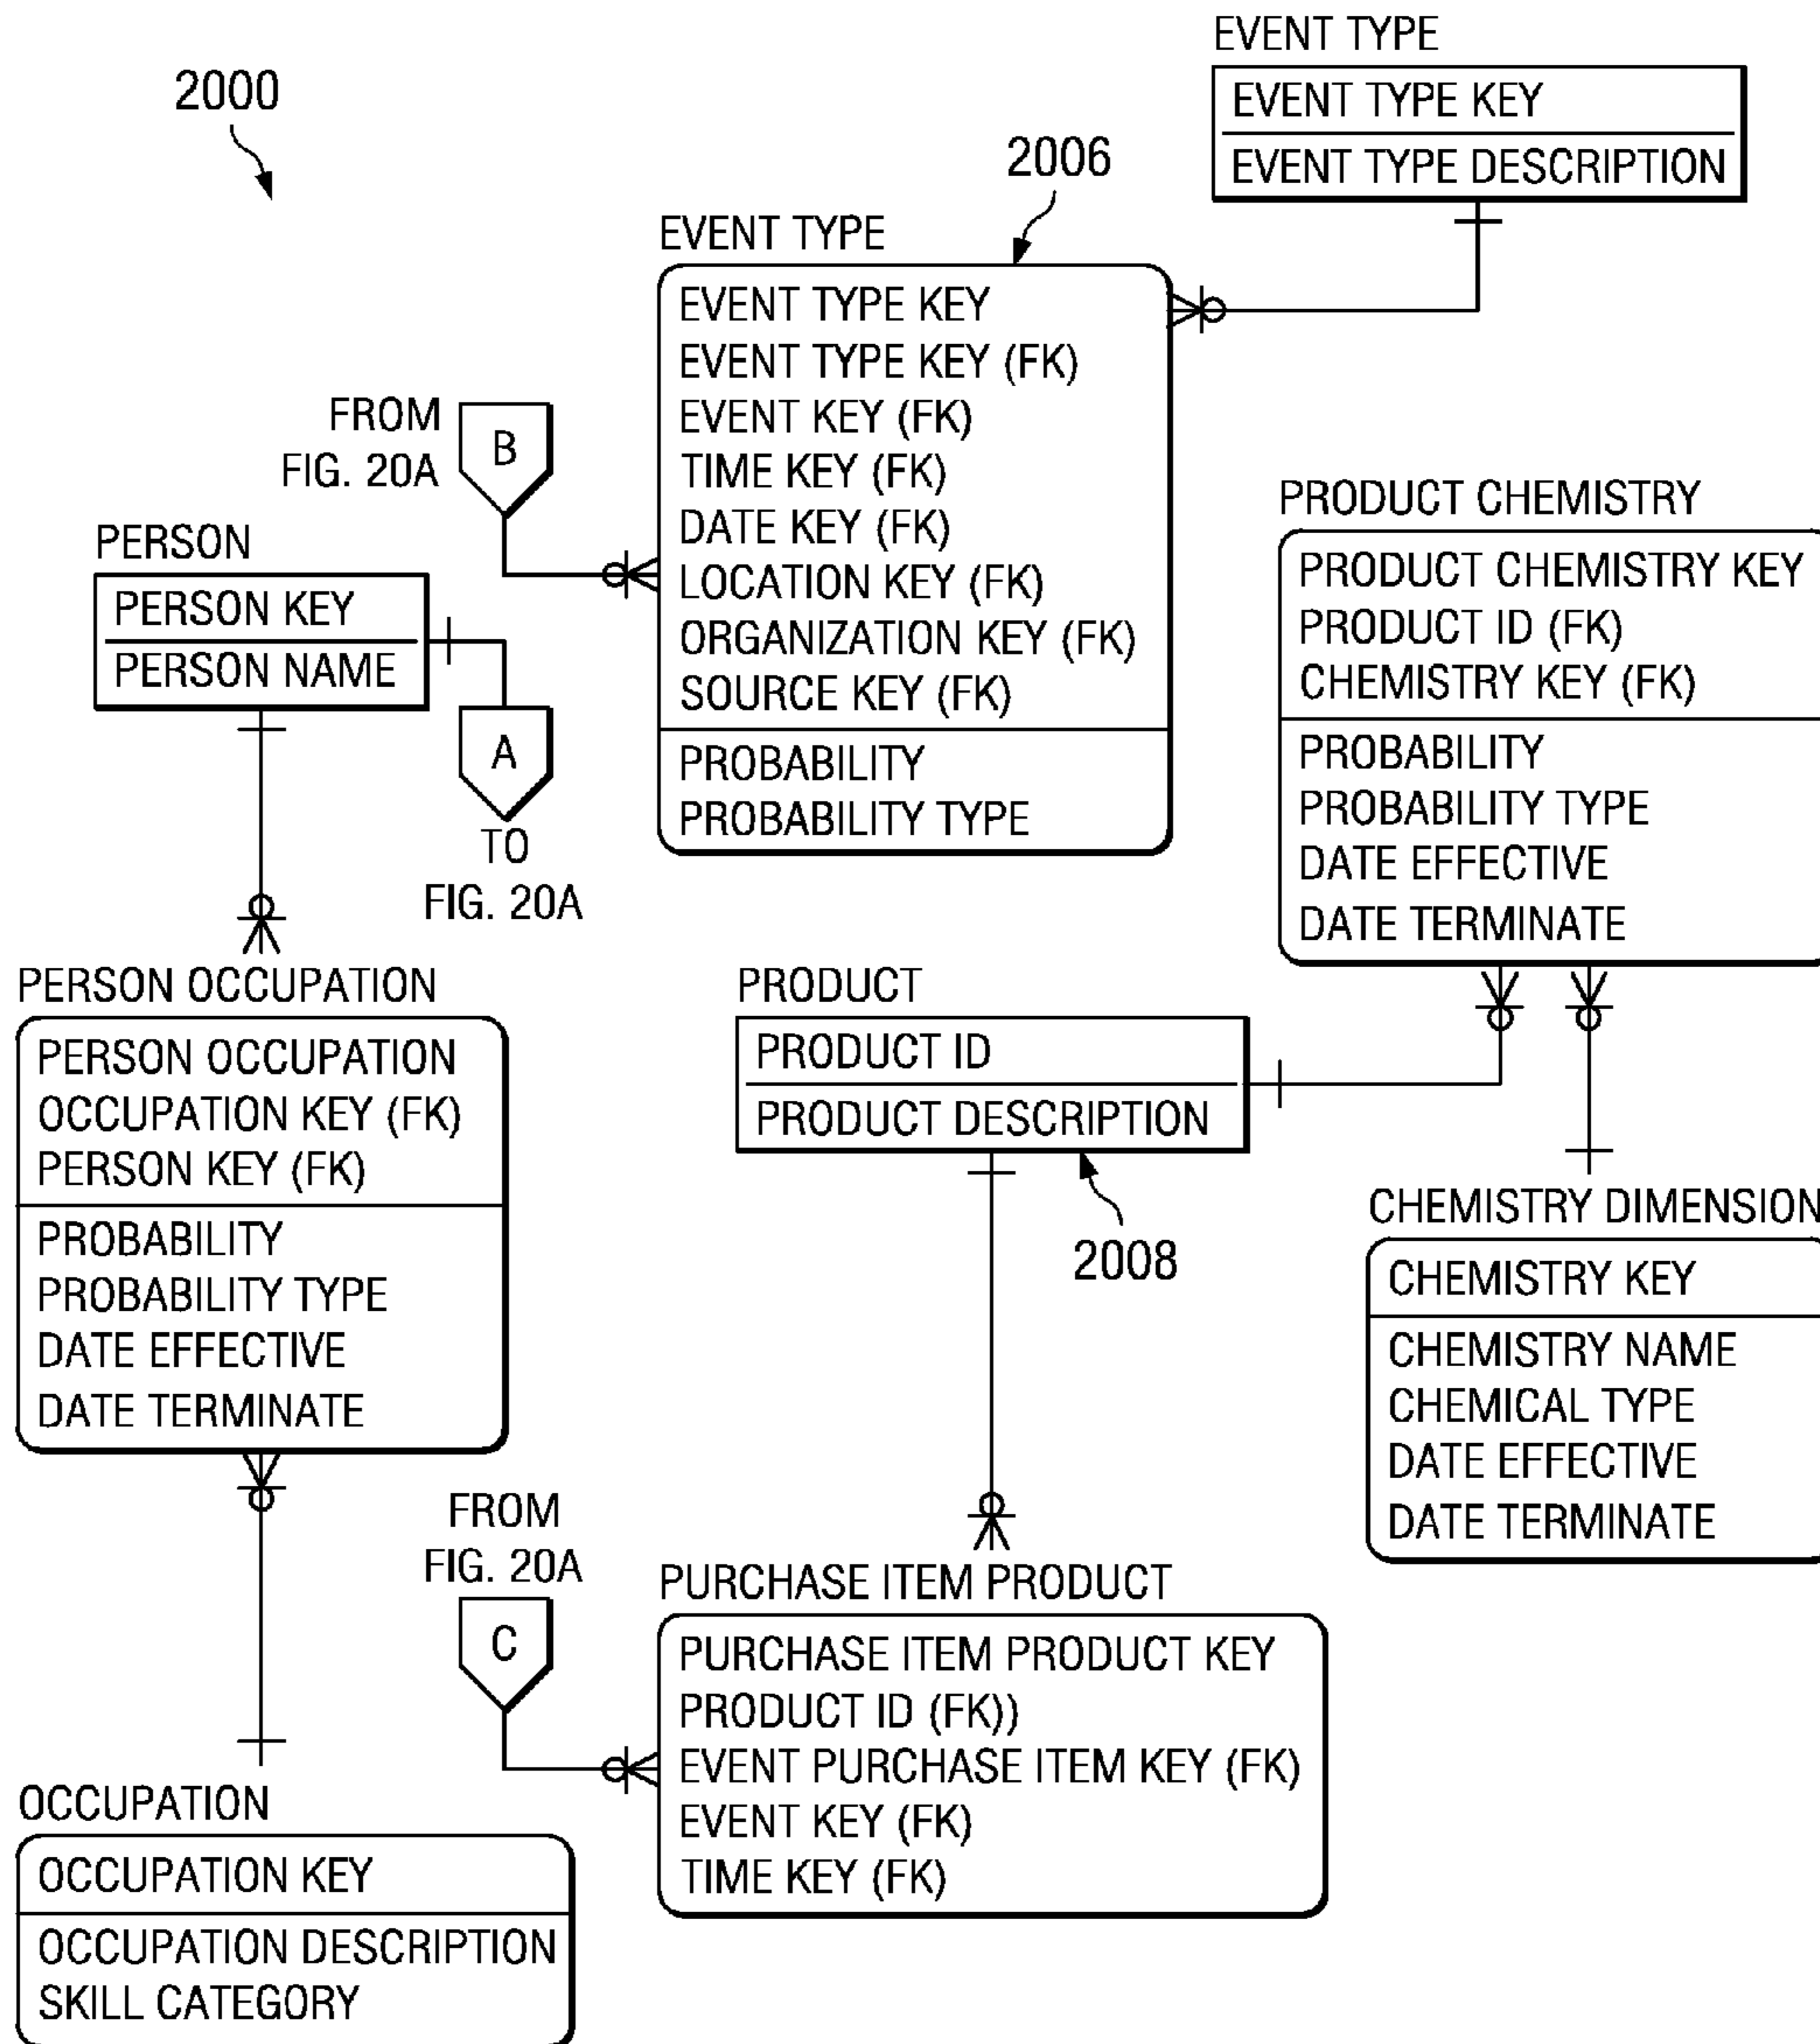 2000
EVENT TYPE
EVENT TYPE KEY
EVENT TYPE DESCRIPTION
2006
EVENT TYPE
EVENT TYPE KEY
EVENT TYPE KEY (FK)
EVENT KEY (FK)
TIME KEY (FK)
DATE KEY (FK)
LOCATION KEY (FK)
ORGANIZATION KEY (FK)
SOURCE KEY (FK)
PROBABILITY
PROBABILITY TYPE
FROM
FIG. 20A
B
PERSON
PERSON KEY
PERSON NAME
A
TO
FIG. 20A
PRODUCT CHEMISTRY
PRODUCT CHEMISTRY KEY
PRODUCT ID (FK)
CHEMISTRY KEY (FK)
PROBABILITY
PROBABILITY TYPE
DATE EFFECTIVE
DATE TERMINATE
PERSON OCCUPATION
PERSON OCCUPATION
OCCUPATION KEY (FK)
PERSON KEY (FK)
PROBABILITY
PROBABILITY TYPE
DATE EFFECTIVE
DATE TERMINATE
PRODUCT
PRODUCT ID
PRODUCT DESCRIPTION
2008
CHEMISTRY DIMENSION
CHEMISTRY KEY
CHEMISTRY NAME
CHEMICAL TYPE
DATE EFFECTIVE
DATE TERMINATE
FROM
FIG. 20A
C
PURCHASE ITEM PRODUCT
PURCHASE ITEM PRODUCT KEY
PRODUCT ID (FK))
EVENT PURCHASE ITEM KEY (FK)
EVENT KEY (FK)
TIME KEY (FK)
OCCUPATION
OCCUPATION KEY
OCCUPATION DESCRIPTION
SKILL CATEGORY